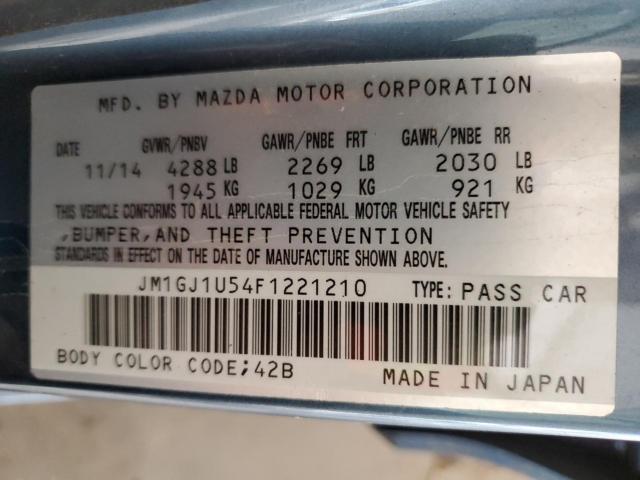 MFD. BY MAZDA MOTOR CORPORATION
DATE GVWR/PNBV GAWR/PNBE FRT GAWR/PNBE RR
11/14 4288 LB 2269 LB 2030 LB
1945 KG 1029 KG 921 KG
THIS VEHICLE CONFORMS TO ALL APPLICABLE FEDERAL MOTOR VEHICLE SAFETY
,BUMPER,AND THEFT PREVENTION
STANDARDS IN EFFECT ON THE DATE OF MANUFACTURE SHOWN ABOVE.
JM1GJ1U54F1221210 TYPE: PASS CAR
BODY COLOR CODE;42B MADE IN JAPAN